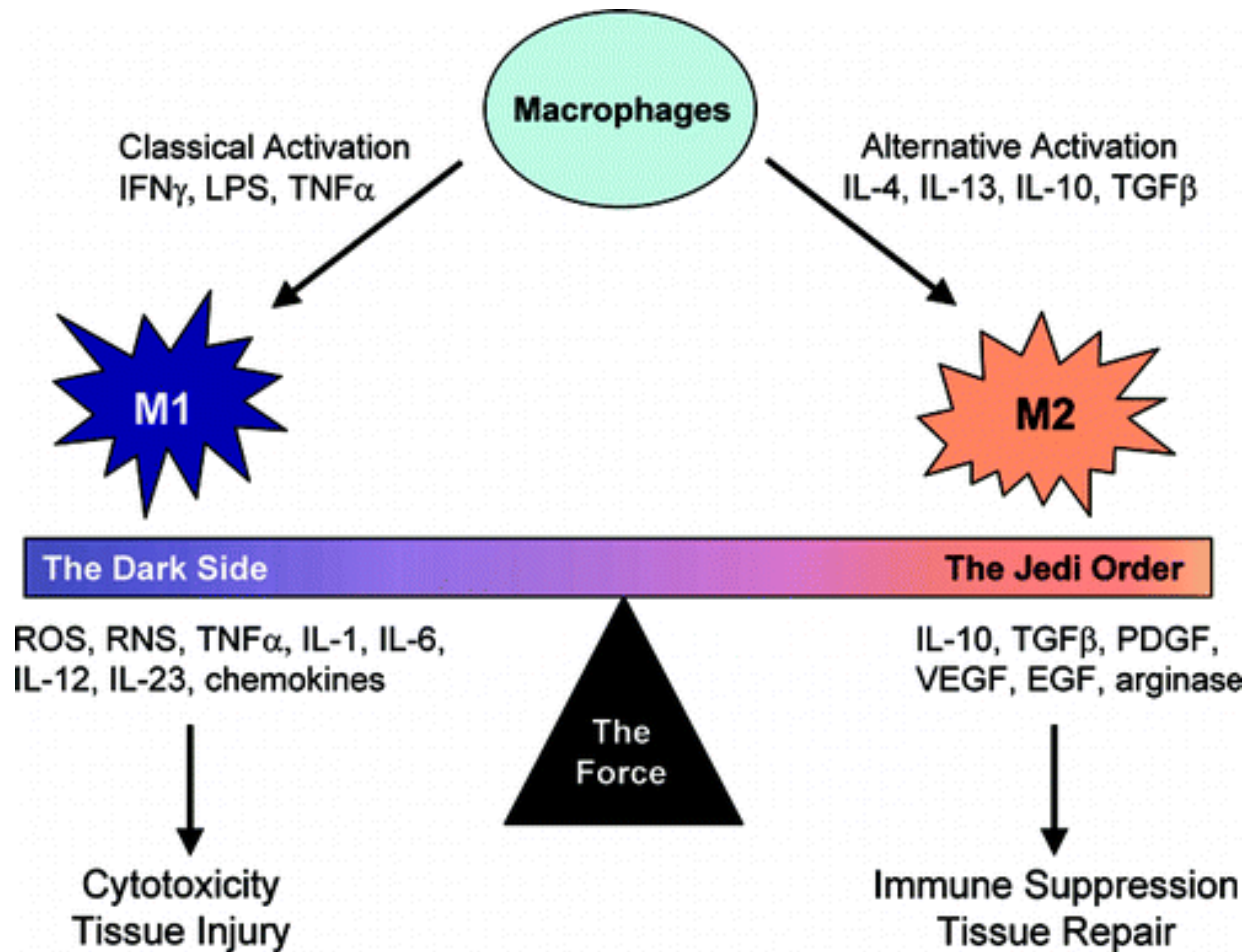 Macrophages
Classical Activation
IFNγ, LPS, TNFα
Alternative Activation
IL-4, IL-13, IL-10, TGFβ
M1
M2
The Dark Side
The Jedi Order
ROS, RNS, TNFα, IL-1, IL-6,
IL-12, IL-23, chemokines
IL-10, TGFβ, PDGF,
VEGF, EGF, arginase
The
Force
Cytotoxicity
Tissue Injury
Immune Suppression
Tissue Repair